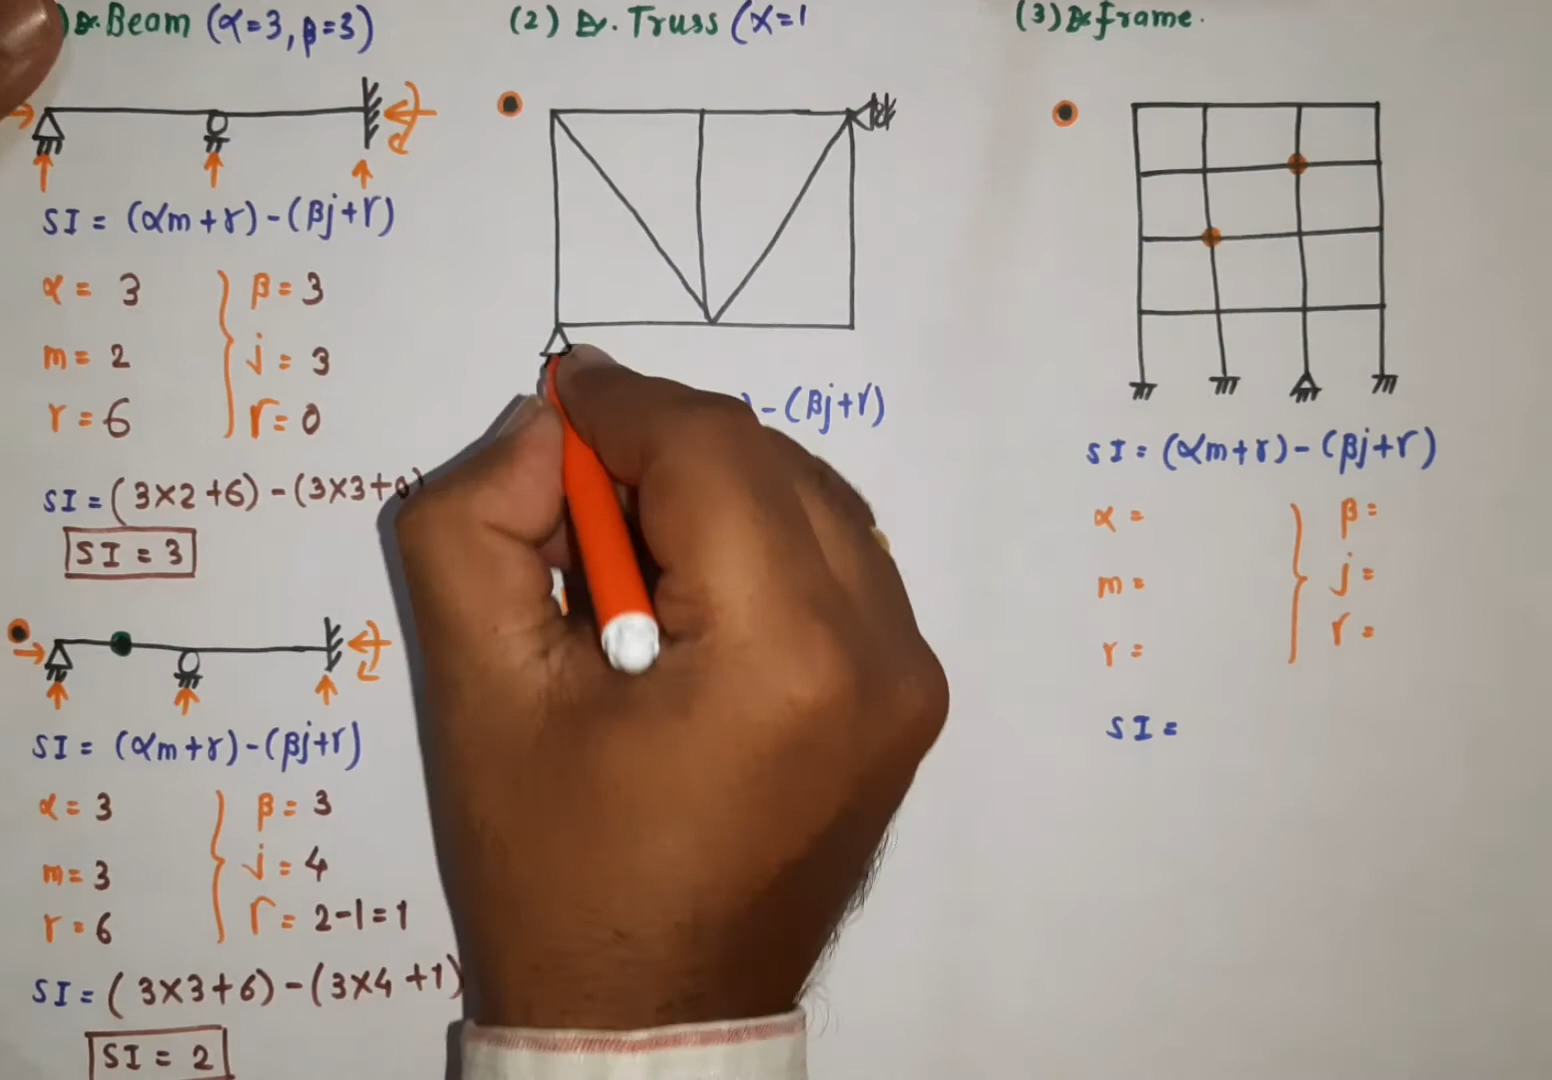 Beam (α=3, β=3)
SI = (αm+r)-(βj+r)
α = 3
β = 3
m = 2
j = 3
r = 6
r = 0
SI = (3×2+6)-(3×3+0)
SI = 3
SI = (αm+r)-(βj+r)
α = 3
β = 3
m = 3
j = 4
r = 6
r = 2-1=1
SI = (3×3+6)-(3×4+1)
SI = 2
(2) Truss (α=1
)-(βj+r)
(3) frame.
SI = (αm+r)-(βj+r)
α =
β =
m =
j =
r =
r =
SI =